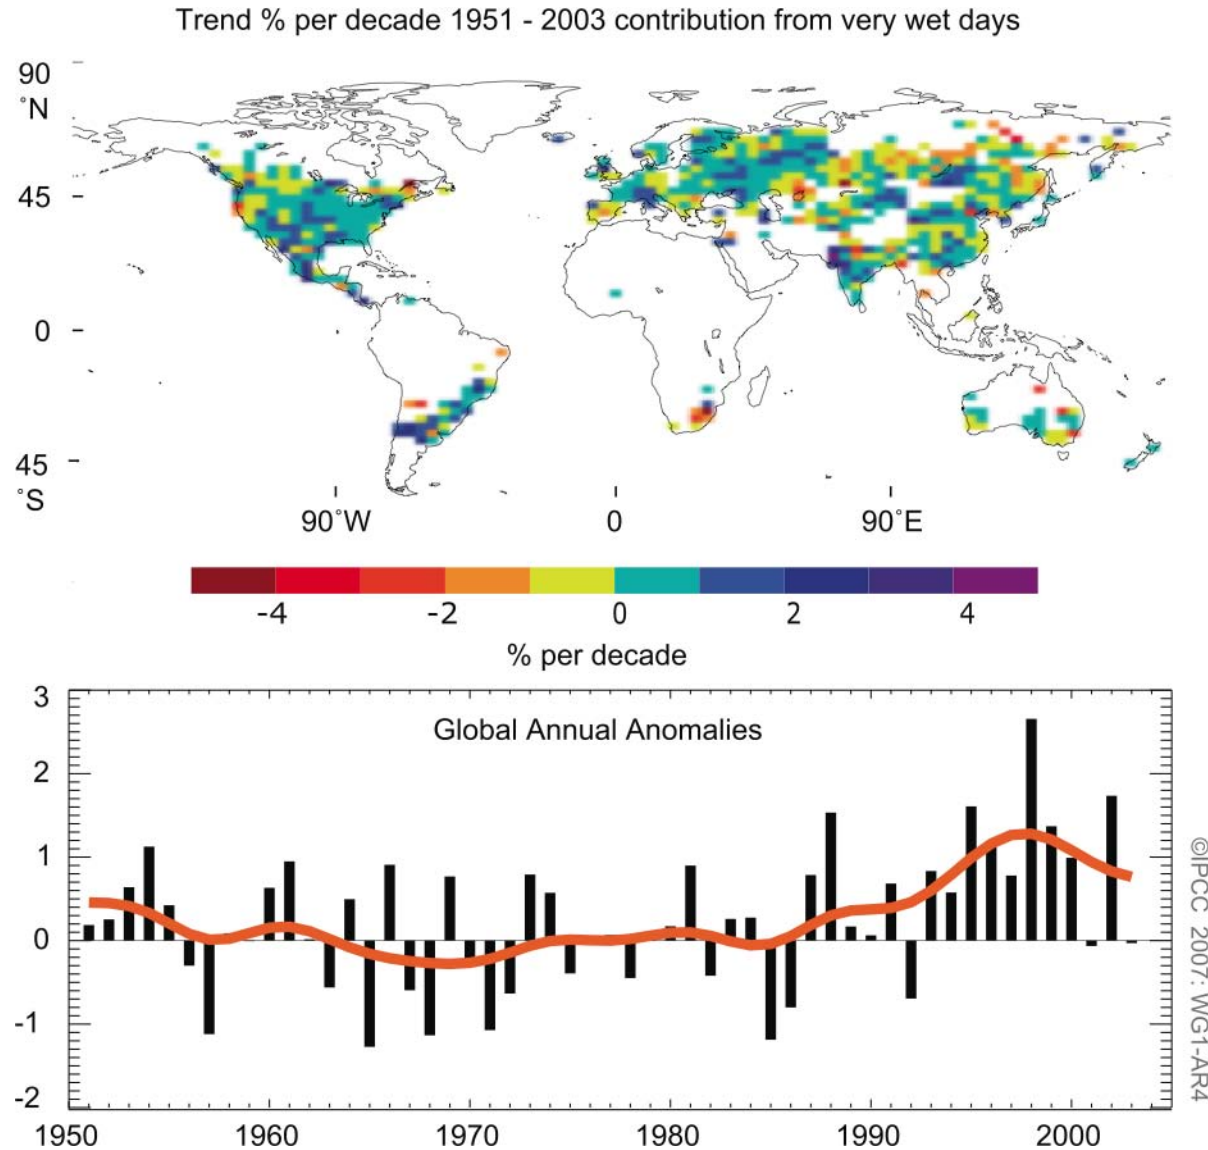 Trend % per decade 1951 - 2003 contribution from very wet days
90
°N
45
0
45
°S
90°W 0 90°E
-4 -2 0 2 4
% per decade
Global Annual Anomalies
3
2
1
0
-1
-2
1950 1960 1970 1980 1990 2000
©IPCC 2007: WG1-AR4